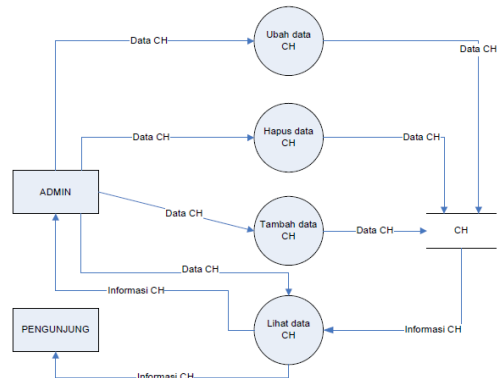 Ubah data
CH
Data CH
Data CH
Hapus data
CH
Data CH
Data CH
ADMIN
Data CH
Tambah data
CH
Data CH
CH
Data CH
Informasi CH
Lihat data
CH
Informasi CH
PENGUNJUNG
Informasi CH